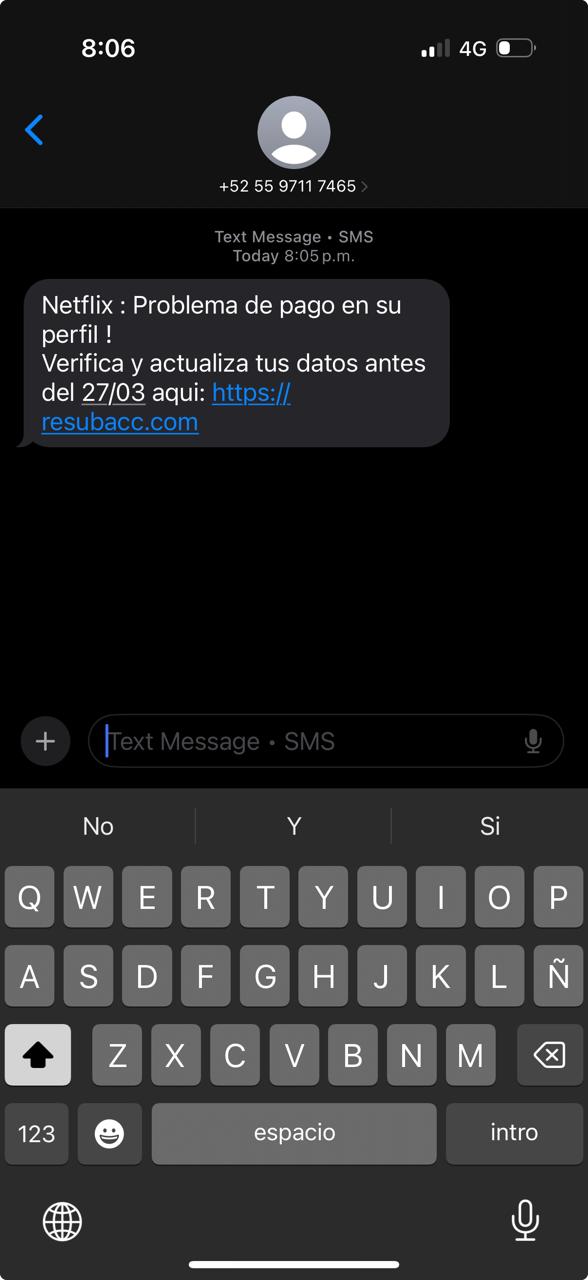 8:06
4G
+52 55 9711 7465
Text Message • SMS
Today 8:05 p.m.
Netflix : Problema de pago en su
perfil !
Verifica y actualiza tus datos antes
del 27/03 aqui: https://
resubacc.com
Text Message • SMS
No Y Si
Q W E R T Y U I O P
A S D F G H J K L Ñ
Z X C V B N M
123 espacio intro